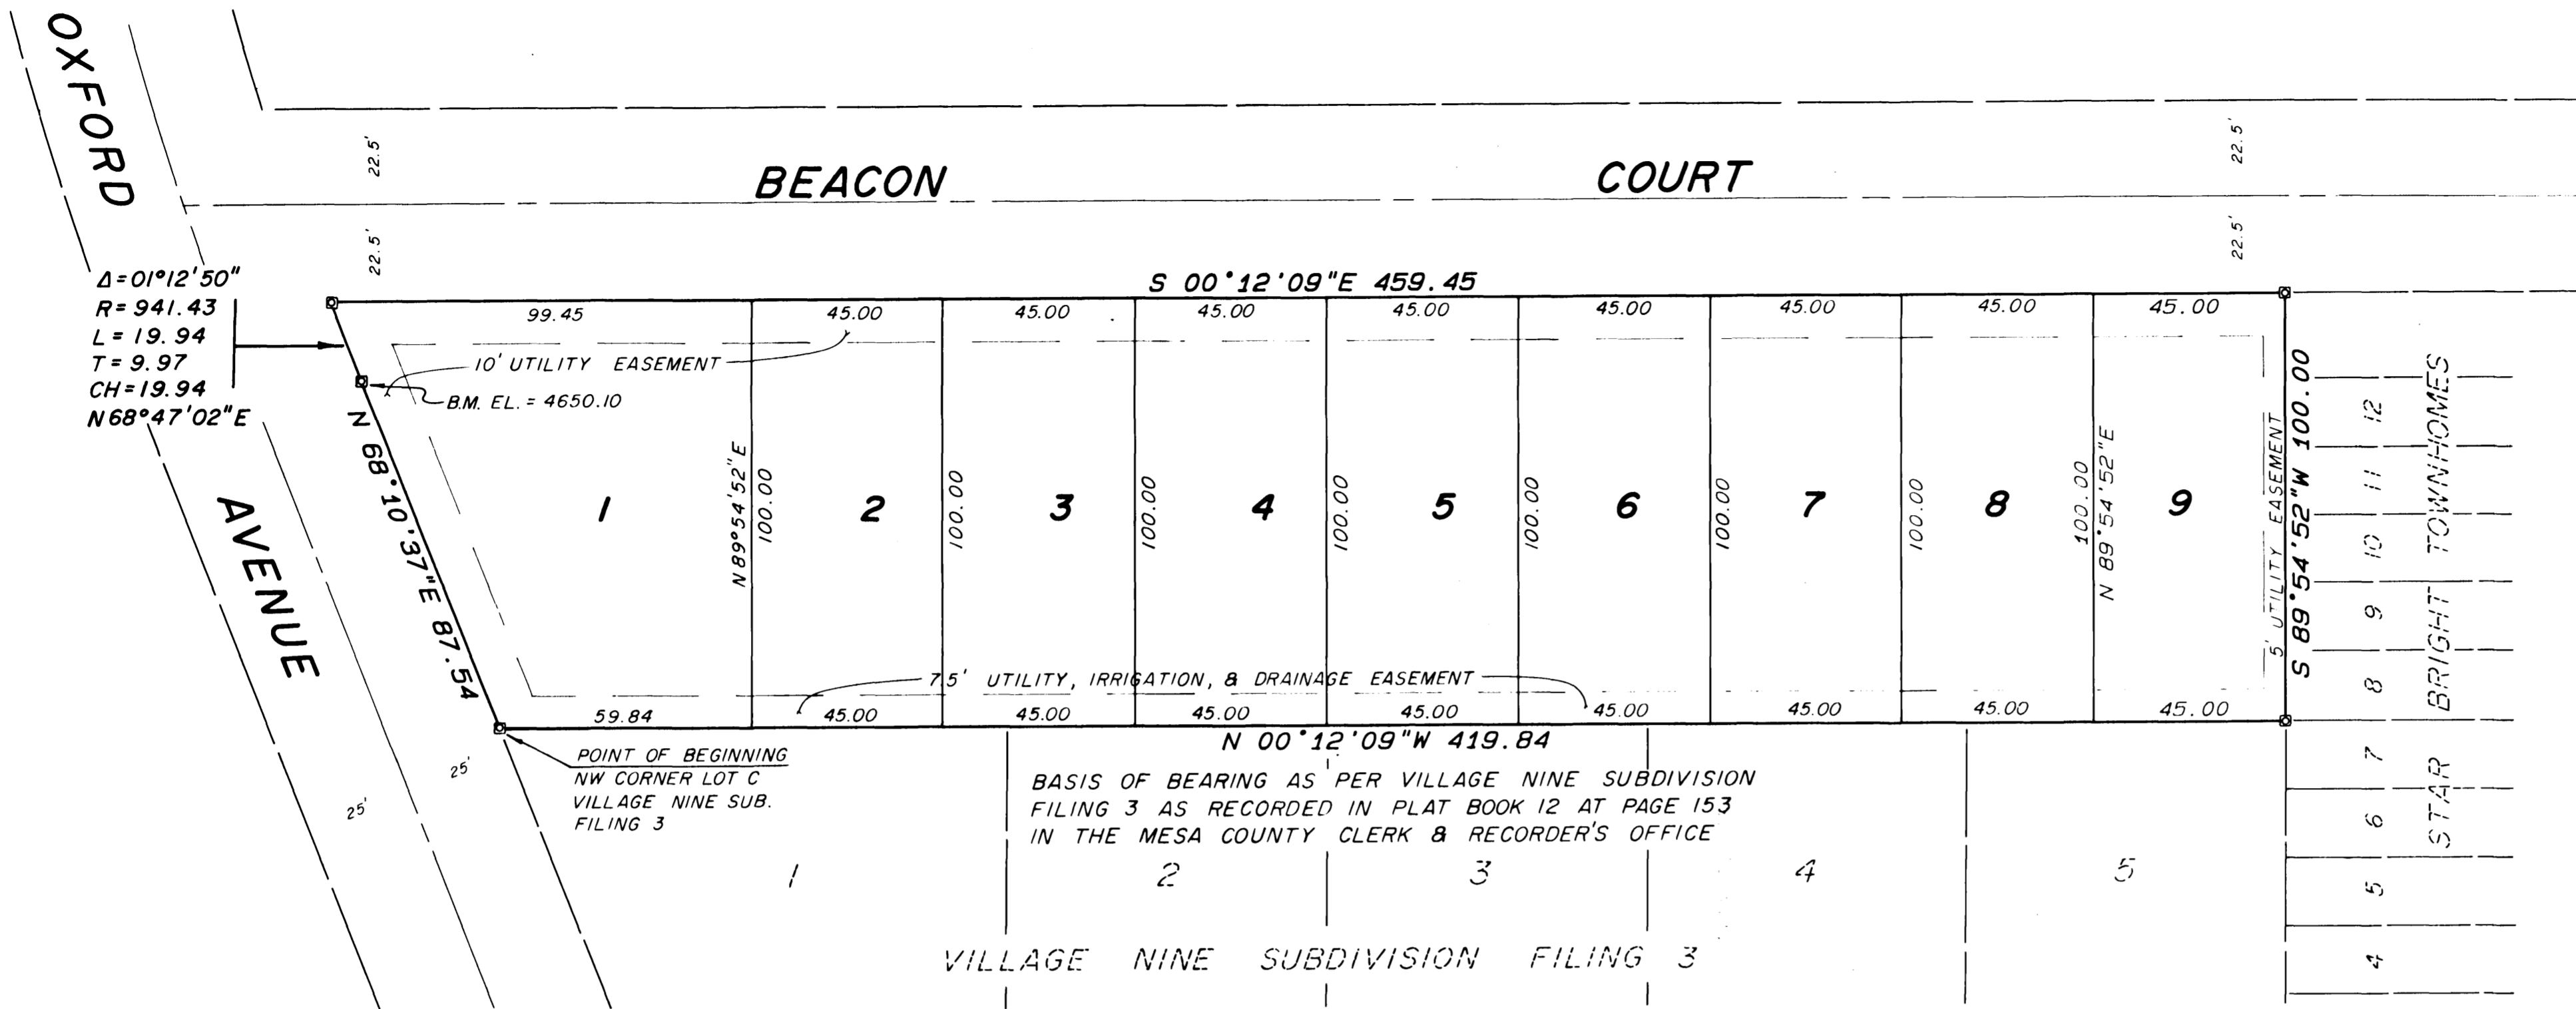 OXFORD
AVENUE
BEACON COURT
22.5'
22.5'
22.5'
22.5'
Δ=01°12'50"
R=941.43
L=19.94
T=9.97
CH=19.94
N68°47'02"E
S 00°12'09"E 459.45
99.45 45.00 45.00 45.00 45.00 45.00 45.00 45.00 45.00
10' UTILITY EASEMENT
B.M. EL.=4650.10
N 68°10'37"E 87.54
N89°54'52"E
100.00
100.00
100.00
100.00
100.00
100.00
100.00
100.00
N 89°54'52"E
1 2 3 4 5 6 7 8 9
5' UTILITY EASEMENT
S 89°54'52"W 100.00
7.5' UTILITY, IRRIGATION, & DRAINAGE EASEMENT
59.84 45.00 45.00 45.00 45.00 45.00 45.00 45.00 45.00
N 00°12'09"W 419.84
POINT OF BEGINNING
NW CORNER LOT C
VILLAGE NINE SUB.
FILING 3
25'
25'
BASIS OF BEARING AS PER VILLAGE NINE SUBDIVISION
FILING 3 AS RECORDED IN PLAT BOOK 12 AT PAGE 153
IN THE MESA COUNTY CLERK & RECORDER'S OFFICE
1 2 3 4 5
VILLAGE NINE SUBDIVISION FILING 3
12
11
10
9
8
7
6
5
4
STAR BRIGHT TOWNHOMES